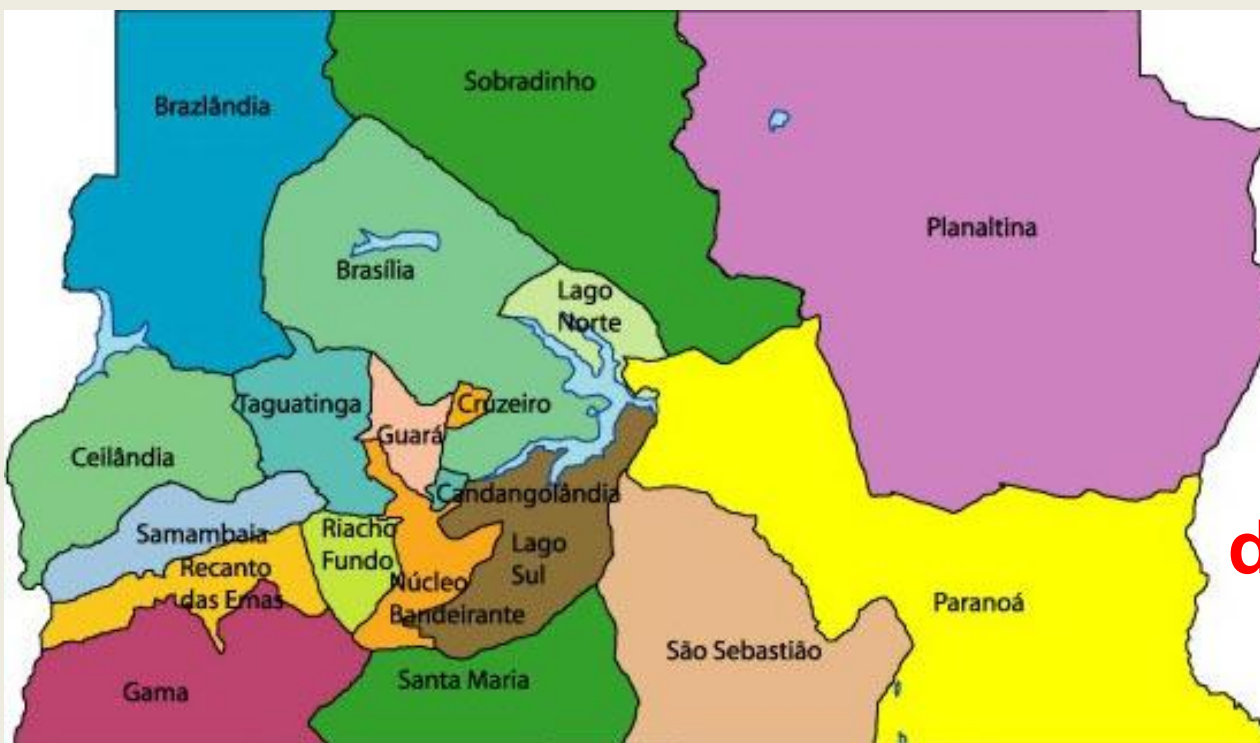 Sobradinho
Brazlândia
Planaltina
Brasília
Lago
Norte
Taguatinga
Cruzeiro
Guará
Ceilândia
Candangolândia
Samambaia
Riacho
Fundo
Lago
Sul
Recanto
das Emas
Núcleo
Bandeirante
Paranoá
São Sebastião
Santa Maria
Gama
d